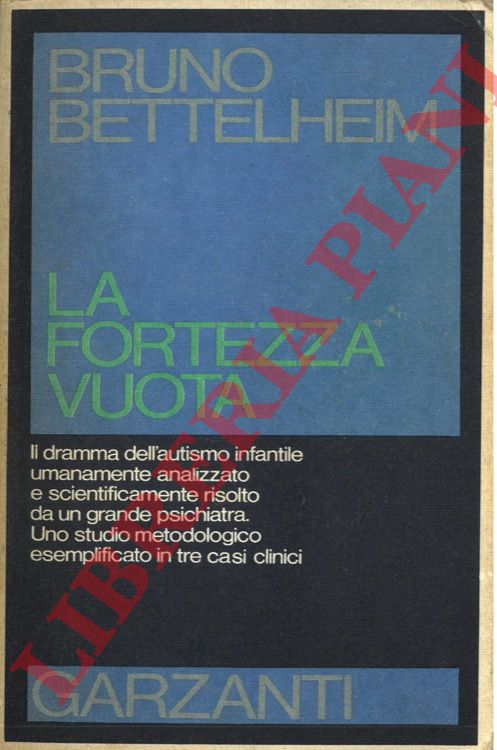 BRUNO
BETTELHEIM
LA
FORTEZZA
VUOTA
Il dramma dell'autismo infantile
umanamente analizzato
e scientificamente risolto
da un grande psichiatra.
Uno studio metodologico
esemplificato in tre casi clinici
GARZANTI
LIBRERIA PIANI